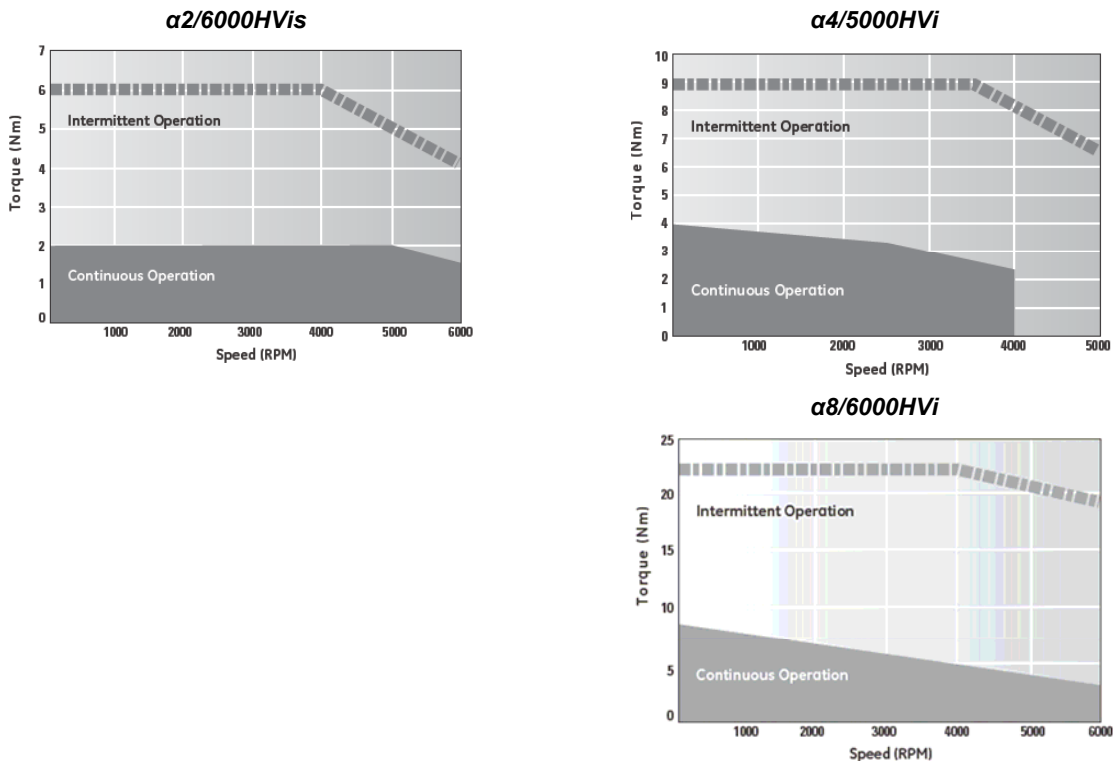 α2/6000HVis
7
6
5
4
3
2
1
0
Torque (Nm)
Intermittent Operation
Continuous Operation
1000 2000 3000 4000 5000 6000
Speed (RPM)
α4/5000HVi
10
9
8
7
6
5
4
3
2
1
0
Torque (Nm)
Intermittent Operation
Continuous Operation
1000 2000 3000 4000 5000
Speed (RPM)
α8/6000HVi
25
20
15
10
5
0
Torque (Nm)
Intermittent Operation
Continuous Operation
1000 2000 3000 4000 5000 6000
Speed (RPM)